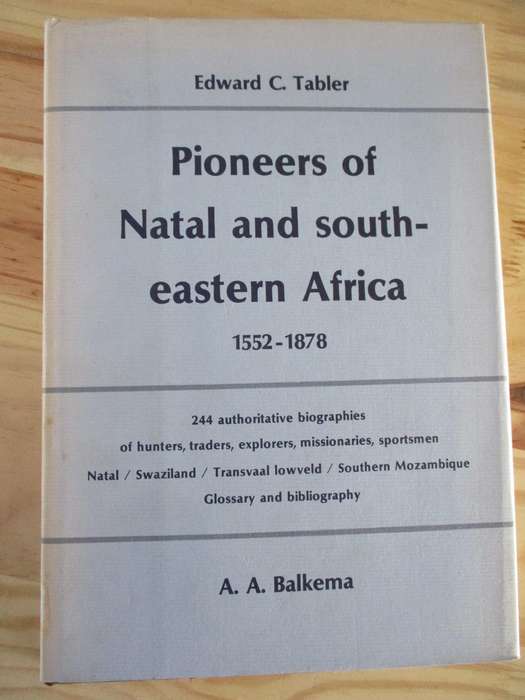 Edward C. Tabler
Pioneers of
Natal and south-
eastern Africa
1552-1878
244 authoritative biographies
of hunters, traders, explorers, missionaries, sportsmen
Natal / Swaziland / Transvaal lowveld / Southern Mozambique
Glossary and bibliography
A. A. Balkema